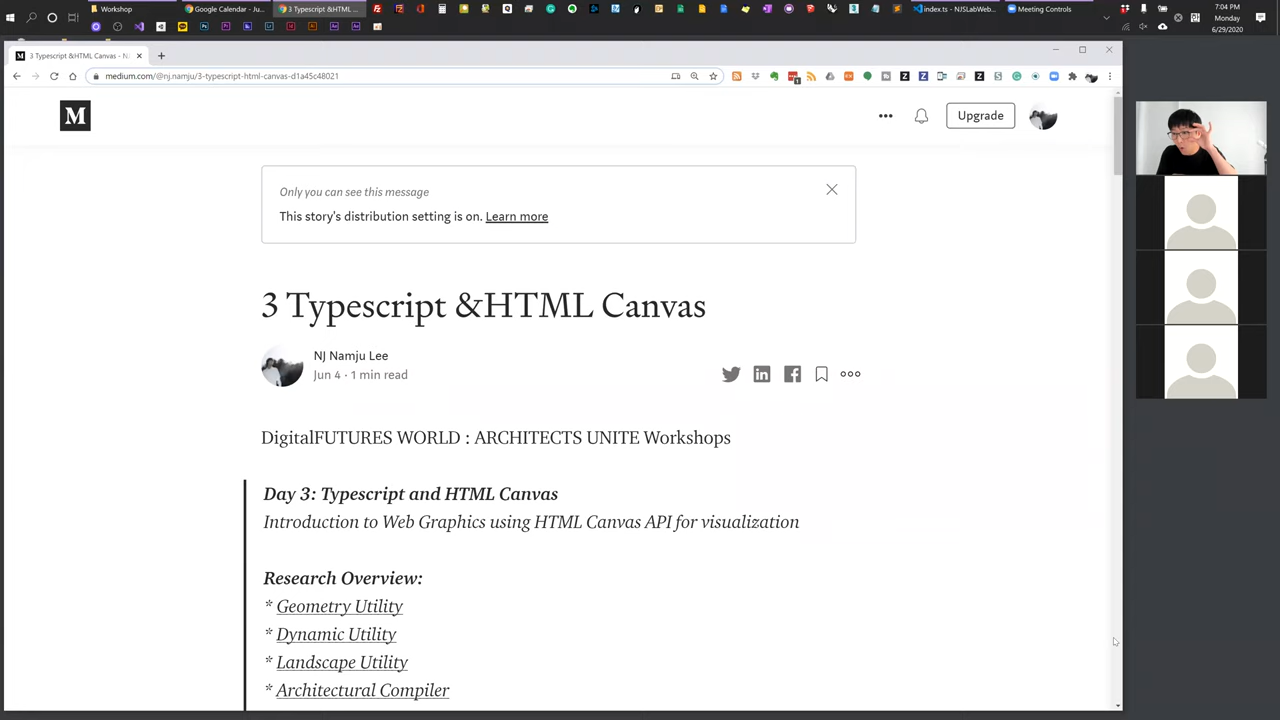 Workshop
Google Calendar - Ju...
3 Typescript &HTML ...
index.ts - NJSLabWeb...
Meeting Controls
7:04 PM
Monday
6/29/2020
3 Typescript &HTML Canvas - N
medium.com/@nj.namju/3-typescript-html-canvas-d1a45c48021
M
Upgrade
Only you can see this message
This story's distribution setting is on. Learn more
3 Typescript &HTML Canvas
NJ Namju Lee
Jun 4 · 1 min read
DigitalFUTURES WORLD : ARCHITECTS UNITE Workshops
Day 3: Typescript and HTML Canvas
Introduction to Web Graphics using HTML Canvas API for visualization
Research Overview:
* Geometry Utility
* Dynamic Utility
* Landscape Utility
* Architectural Compiler